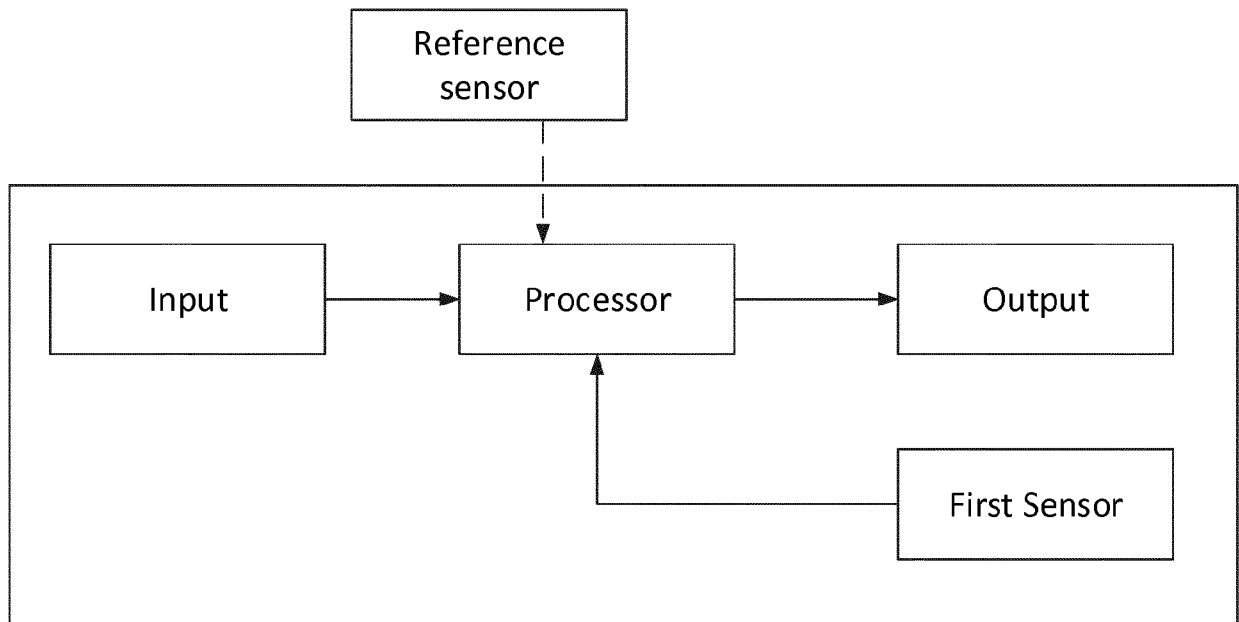 Reference
sensor
Input
Processor
Output
First Sensor